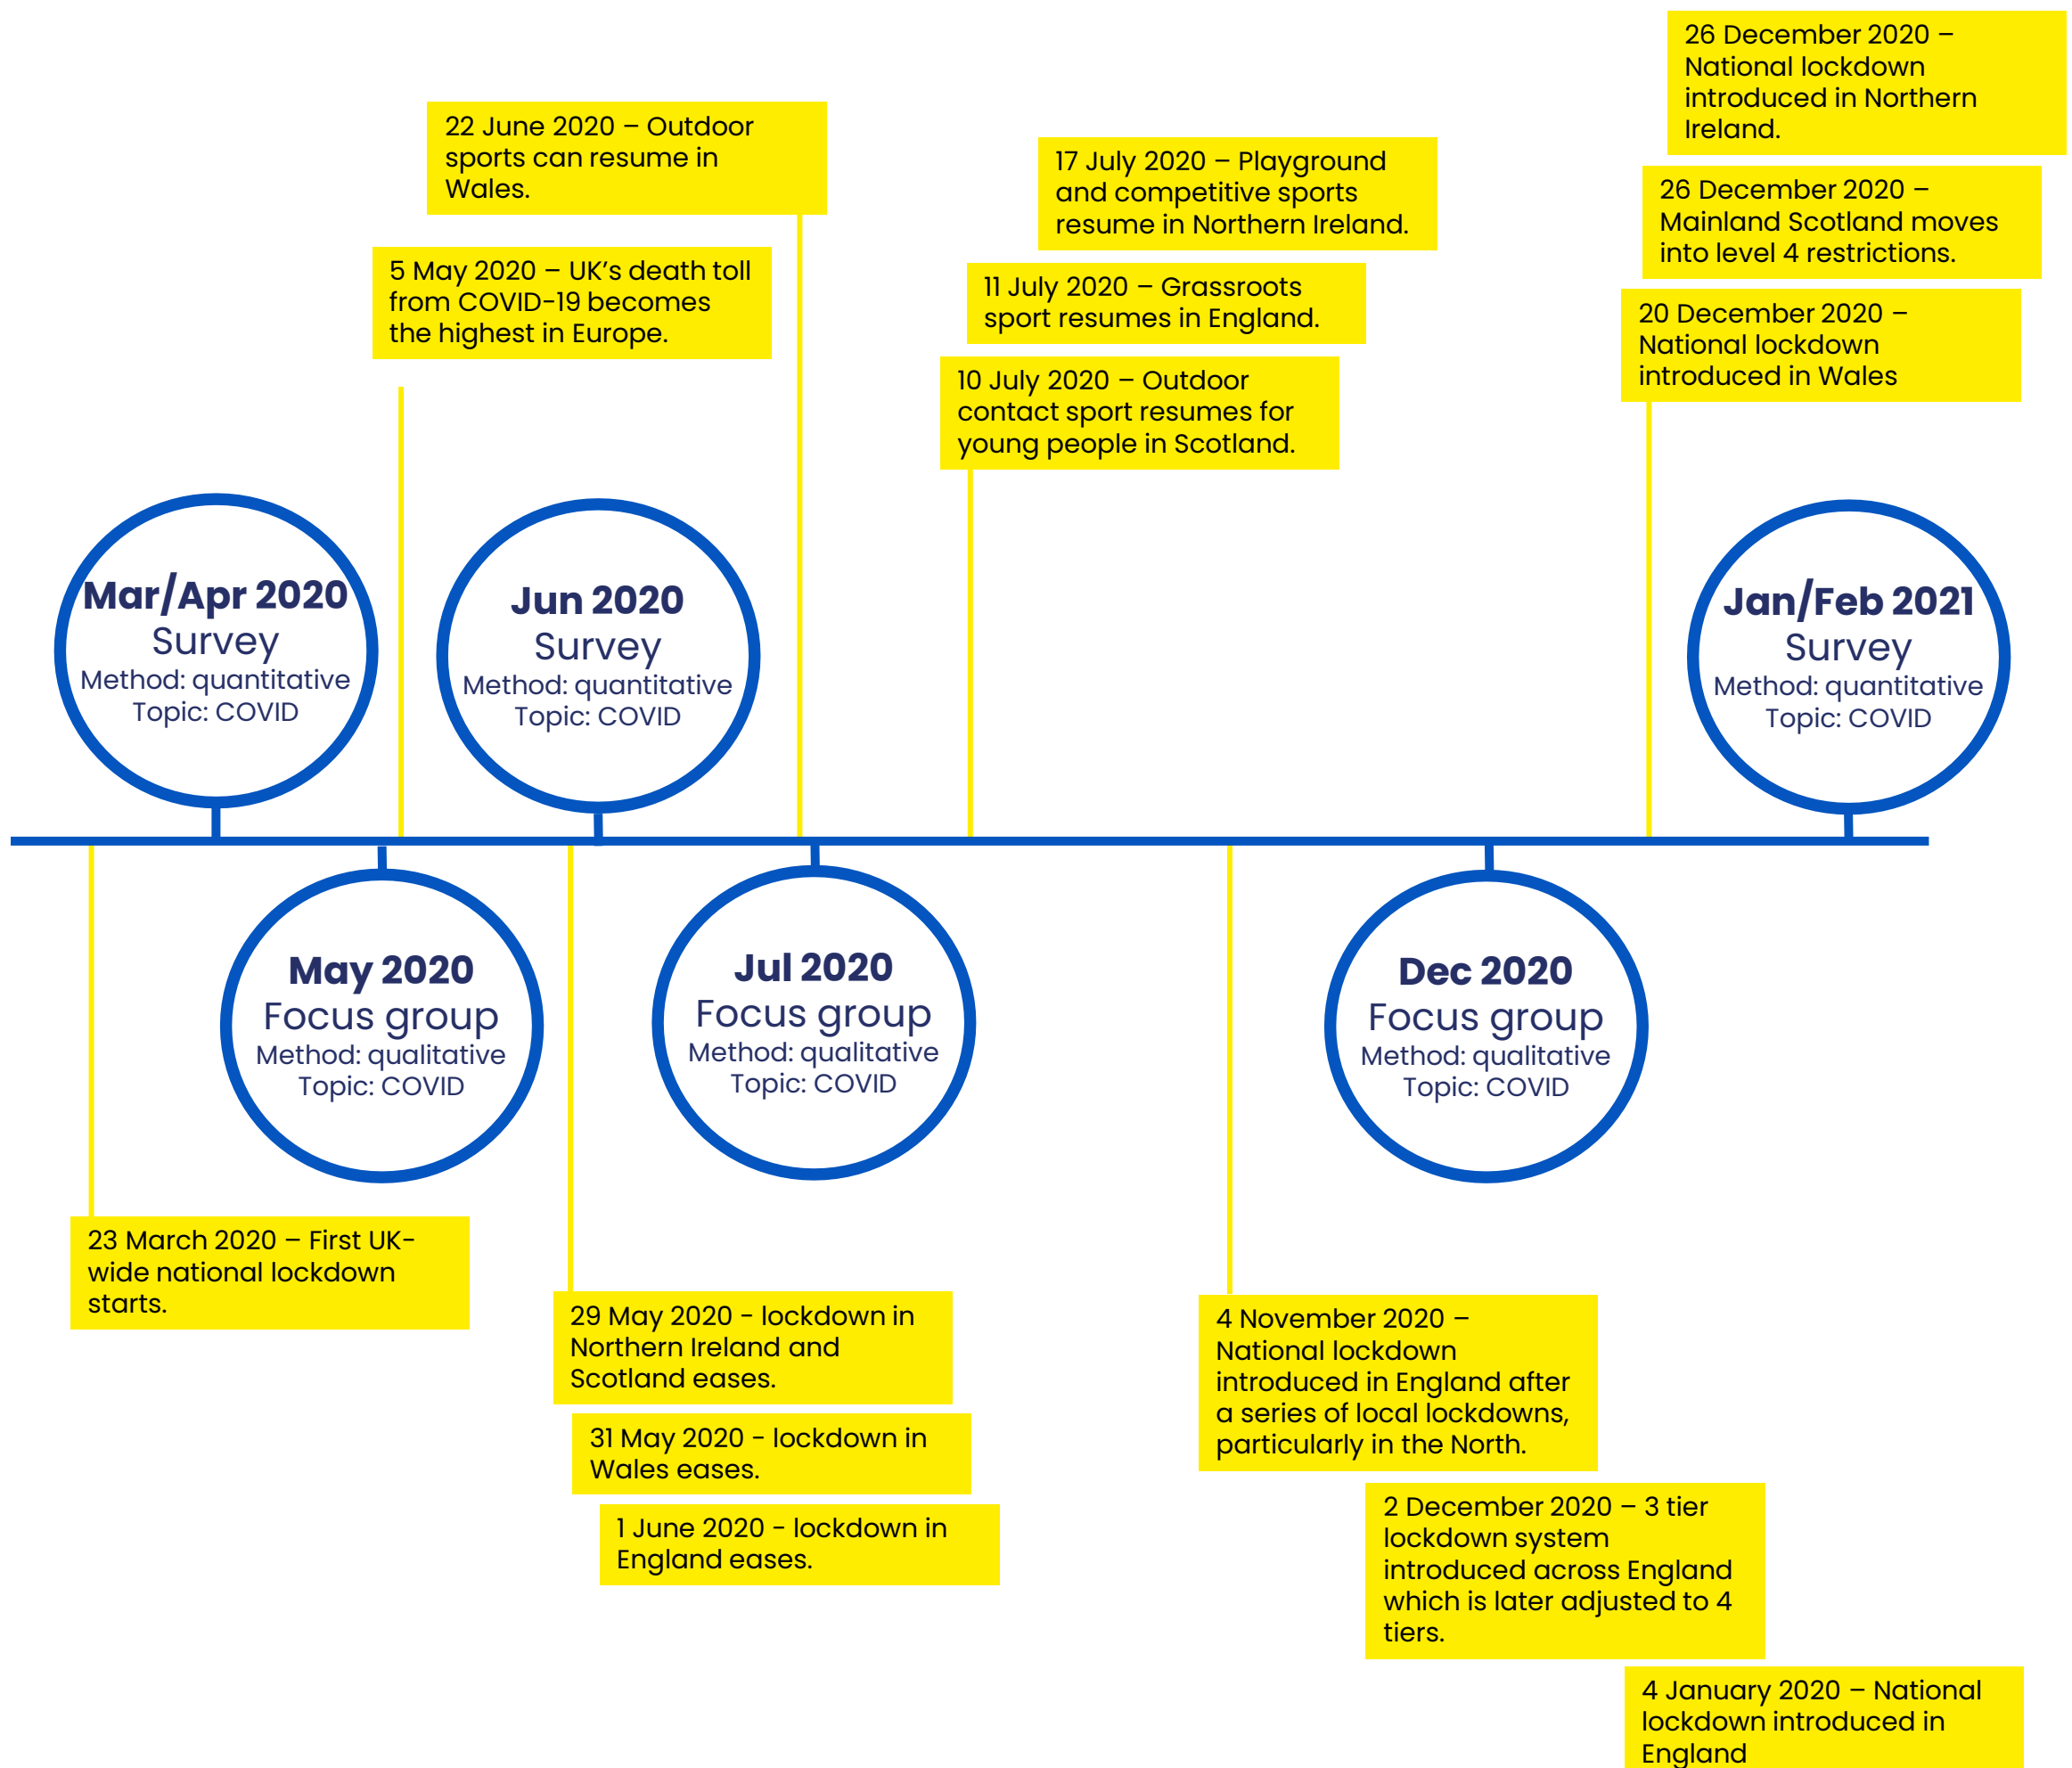 26 December 2020 –
National lockdown
introduced in Northern
Ireland.
22 June 2020 – Outdoor
sports can resume in
Wales.
17 July 2020 – Playground
and competitive sports
resume in Northern Ireland.
26 December 2020 –
Mainland Scotland moves
into level 4 restrictions.
5 May 2020 – UK’s death toll
from COVID-19 becomes
the highest in Europe.
11 July 2020 – Grassroots
sport resumes in England.
20 December 2020 –
National lockdown
introduced in Wales
10 July 2020 – Outdoor
contact sport resumes for
young people in Scotland.
Mar/Apr 2020
Survey
Method: quantitative
Topic: COVID
Jun 2020
Survey
Method: quantitative
Topic: COVID
Jan/Feb 2021
Survey
Method: quantitative
Topic: COVID
May 2020
Focus group
Method: qualitative
Topic: COVID
Jul 2020
Focus group
Method: qualitative
Topic: COVID
Dec 2020
Focus group
Method: qualitative
Topic: COVID
23 March 2020 – First UK-
wide national lockdown
starts.
29 May 2020 - lockdown in
Northern Ireland and
Scotland eases.
31 May 2020 - lockdown in
Wales eases.
1 June 2020 - lockdown in
England eases.
4 November 2020 –
National lockdown
introduced in England after
a series of local lockdowns,
particularly in the North.
2 December 2020 – 3 tier
lockdown system
introduced across England
which is later adjusted to 4
tiers.
4 January 2020 – National
lockdown introduced in
England